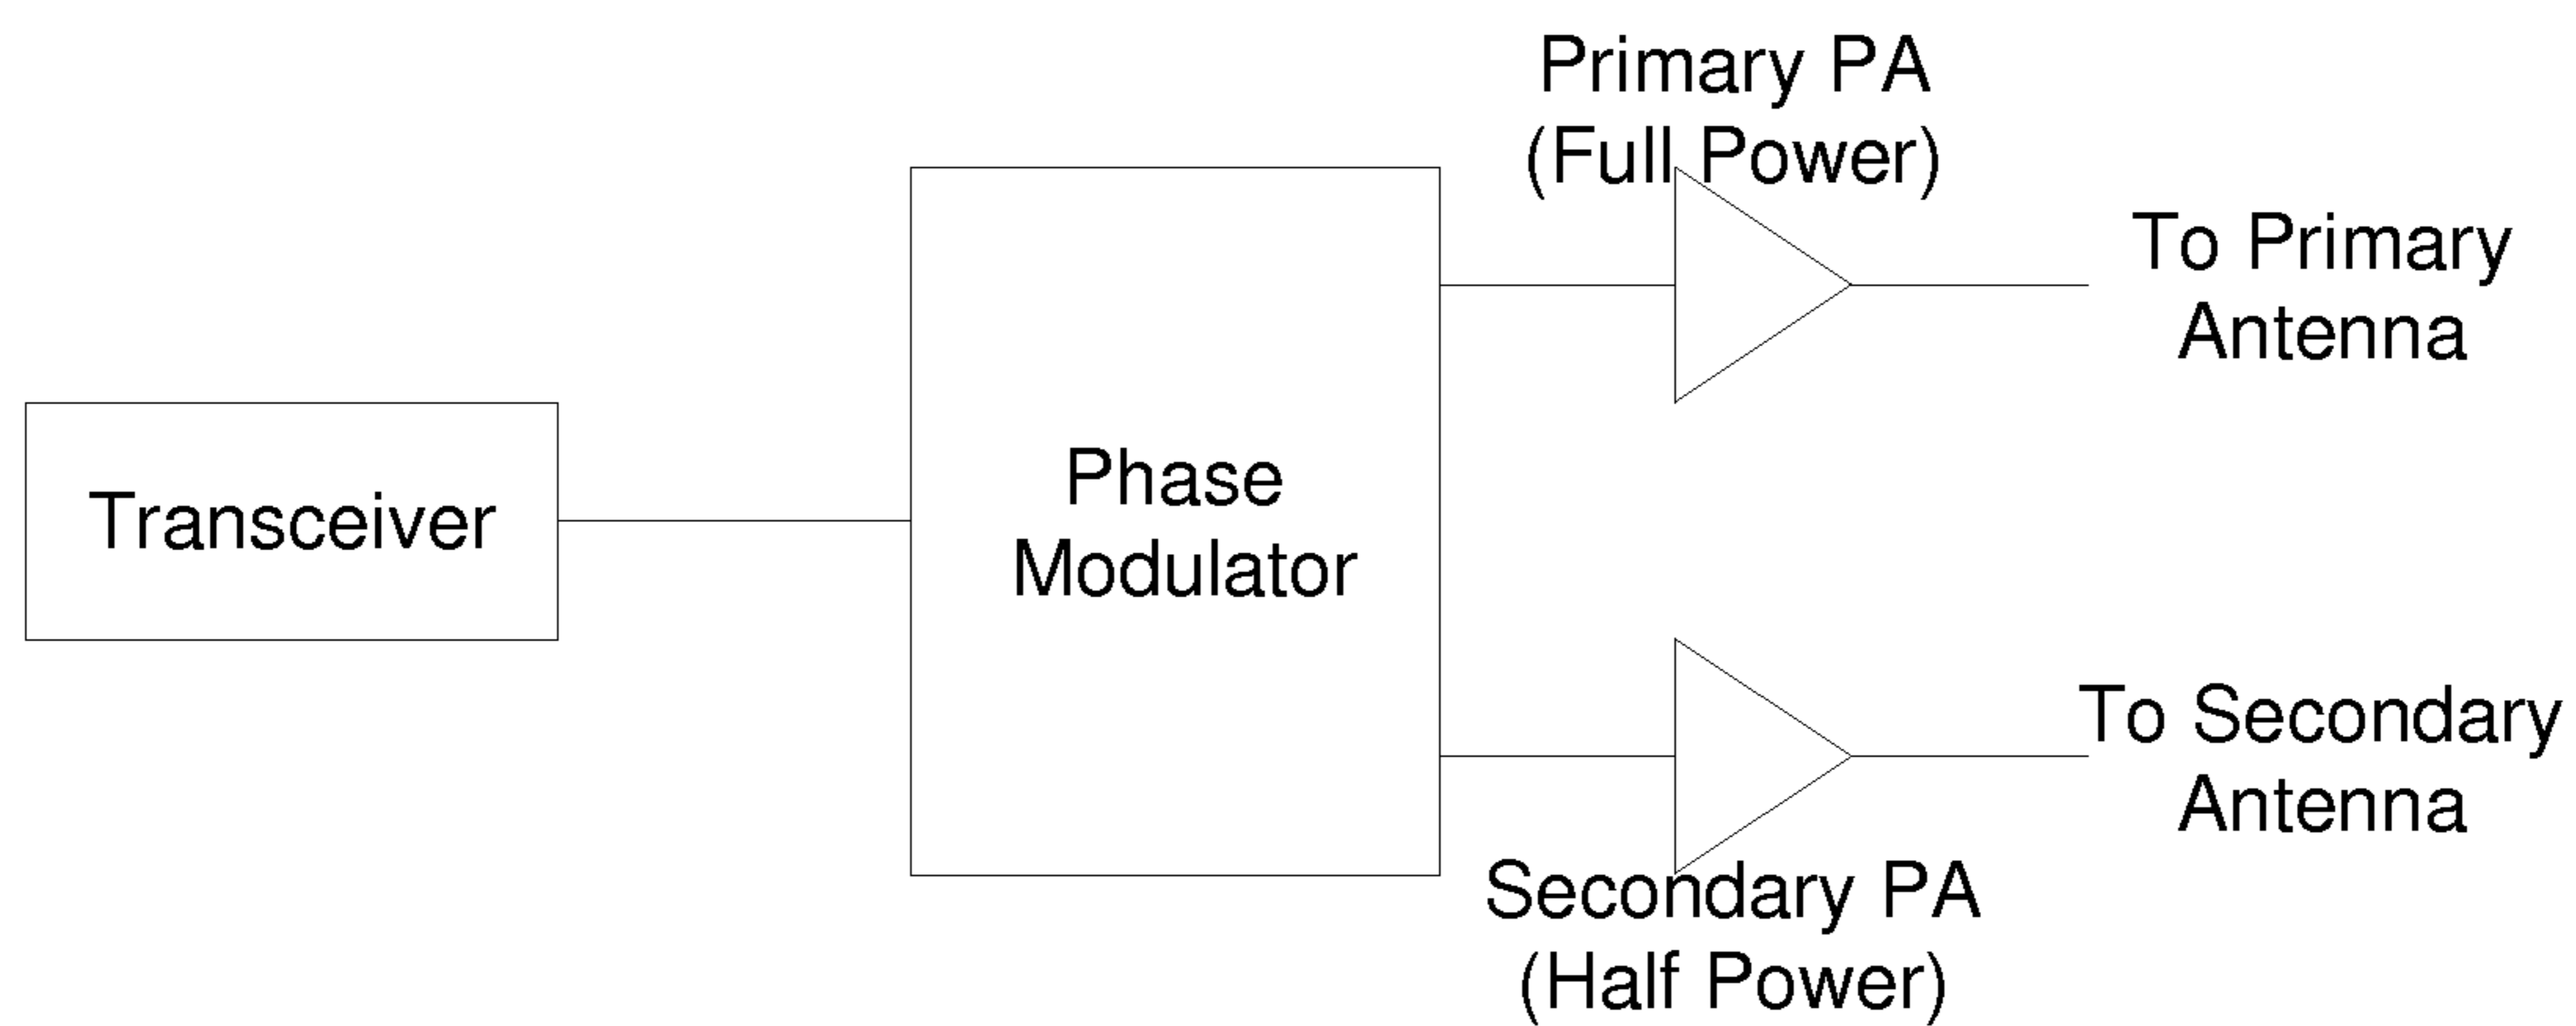 Primary PA
(Full Power)
To Primary
Antenna
Transceiver
Phase
Modulator
To Secondary
Antenna
Secondary PA
(Half Power)